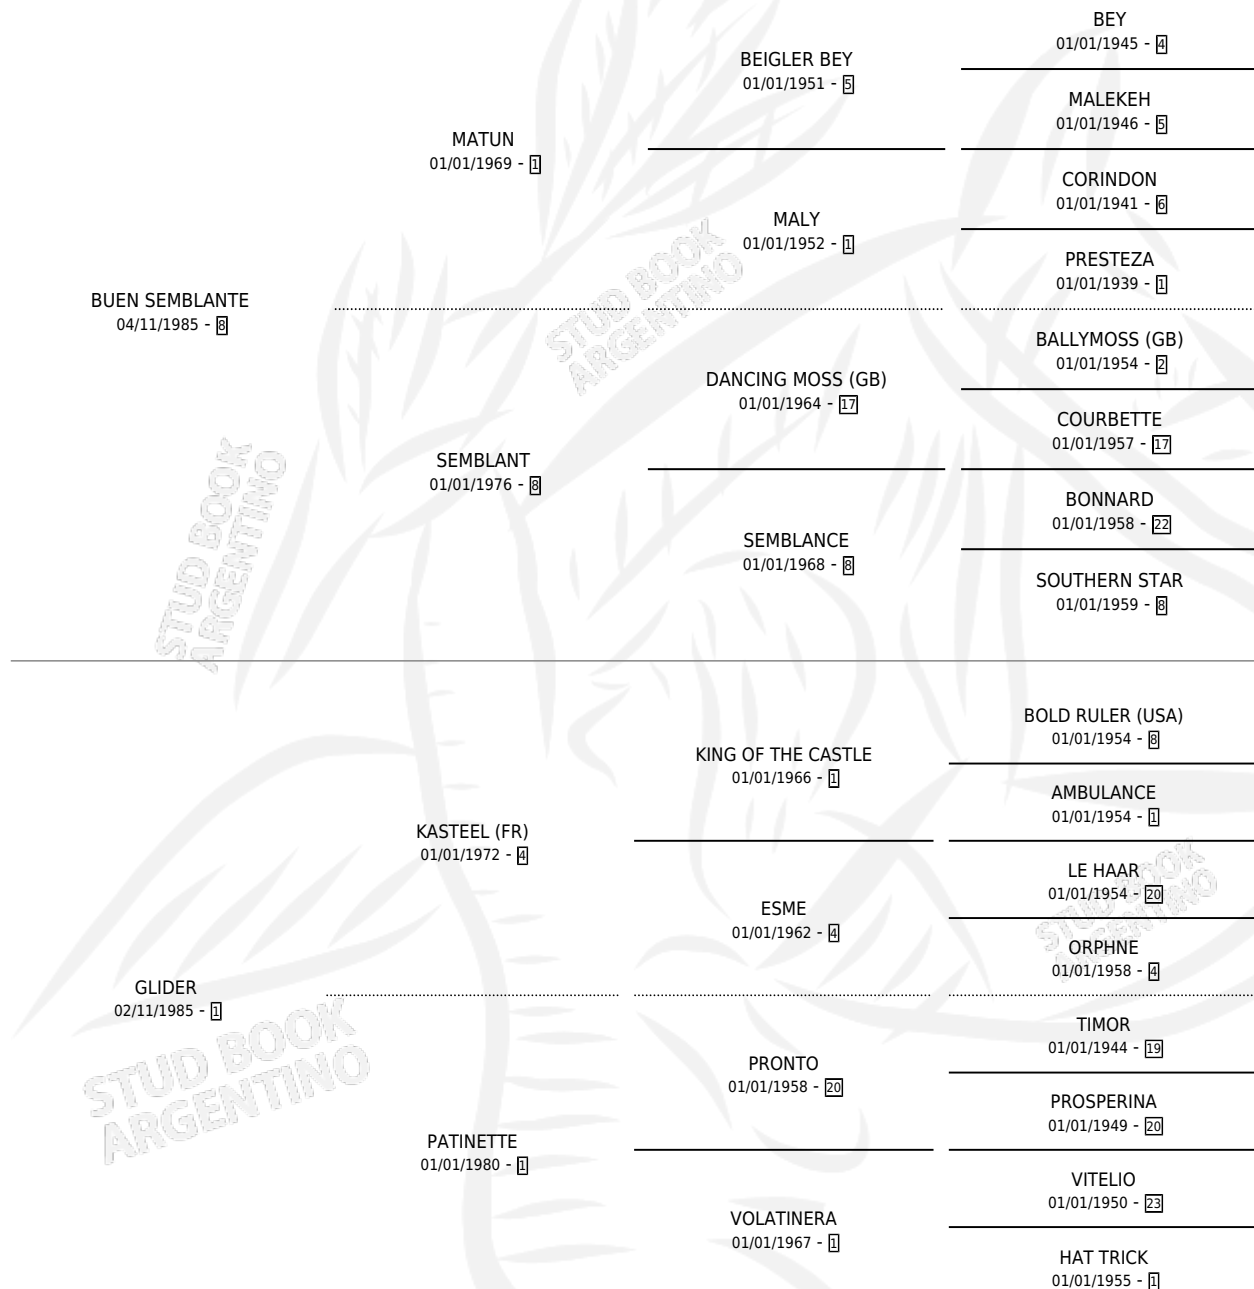 BEY
01/01/1945 - 4
BEIGLER BEY
01/01/1951 - 5
MALEKEH
01/01/1946 - 5
MATUN
01/01/1969 - 1
CORINDON
01/01/1941 - 6
MALY
01/01/1952 - 1
PRESTEZA
01/01/1939 - 1
BUEN SEMBLANTE
04/11/1985 - 8
BALLYMOSS (GB)
01/01/1954 - 2
DANCING MOSS (GB)
01/01/1964 - 17
COURBETTE
01/01/1957 - 17
SEMBLANT
01/01/1976 - 8
BONNARD
01/01/1958 - 22
SEMBLANCE
01/01/1968 - 8
SOUTHERN STAR
01/01/1959 - 8
BOLD RULER (USA)
01/01/1954 - 8
KING OF THE CASTLE
01/01/1966 - 1
AMBULANCE
01/01/1954 - 1
KASTEEL (FR)
01/01/1972 - 4
LE HAAR
01/01/1954 - 20
ESME
01/01/1962 - 4
ORPHNE
01/01/1958 - 4
GLIDER
02/11/1985 - 1
TIMOR
01/01/1944 - 19
PRONTO
01/01/1958 - 20
PROSPERINA
01/01/1949 - 20
PATINETTE
01/01/1980 - 1
VITELIO
01/01/1950 - 23
VOLATINERA
01/01/1967 - 1
HAT TRICK
01/01/1955 - 1
STUD BOOK
ARGENTINO
STUD BOOK
ARGENTINO
STUD BOOK
ARGENTINO
STUD BOOK
ARGENTINO